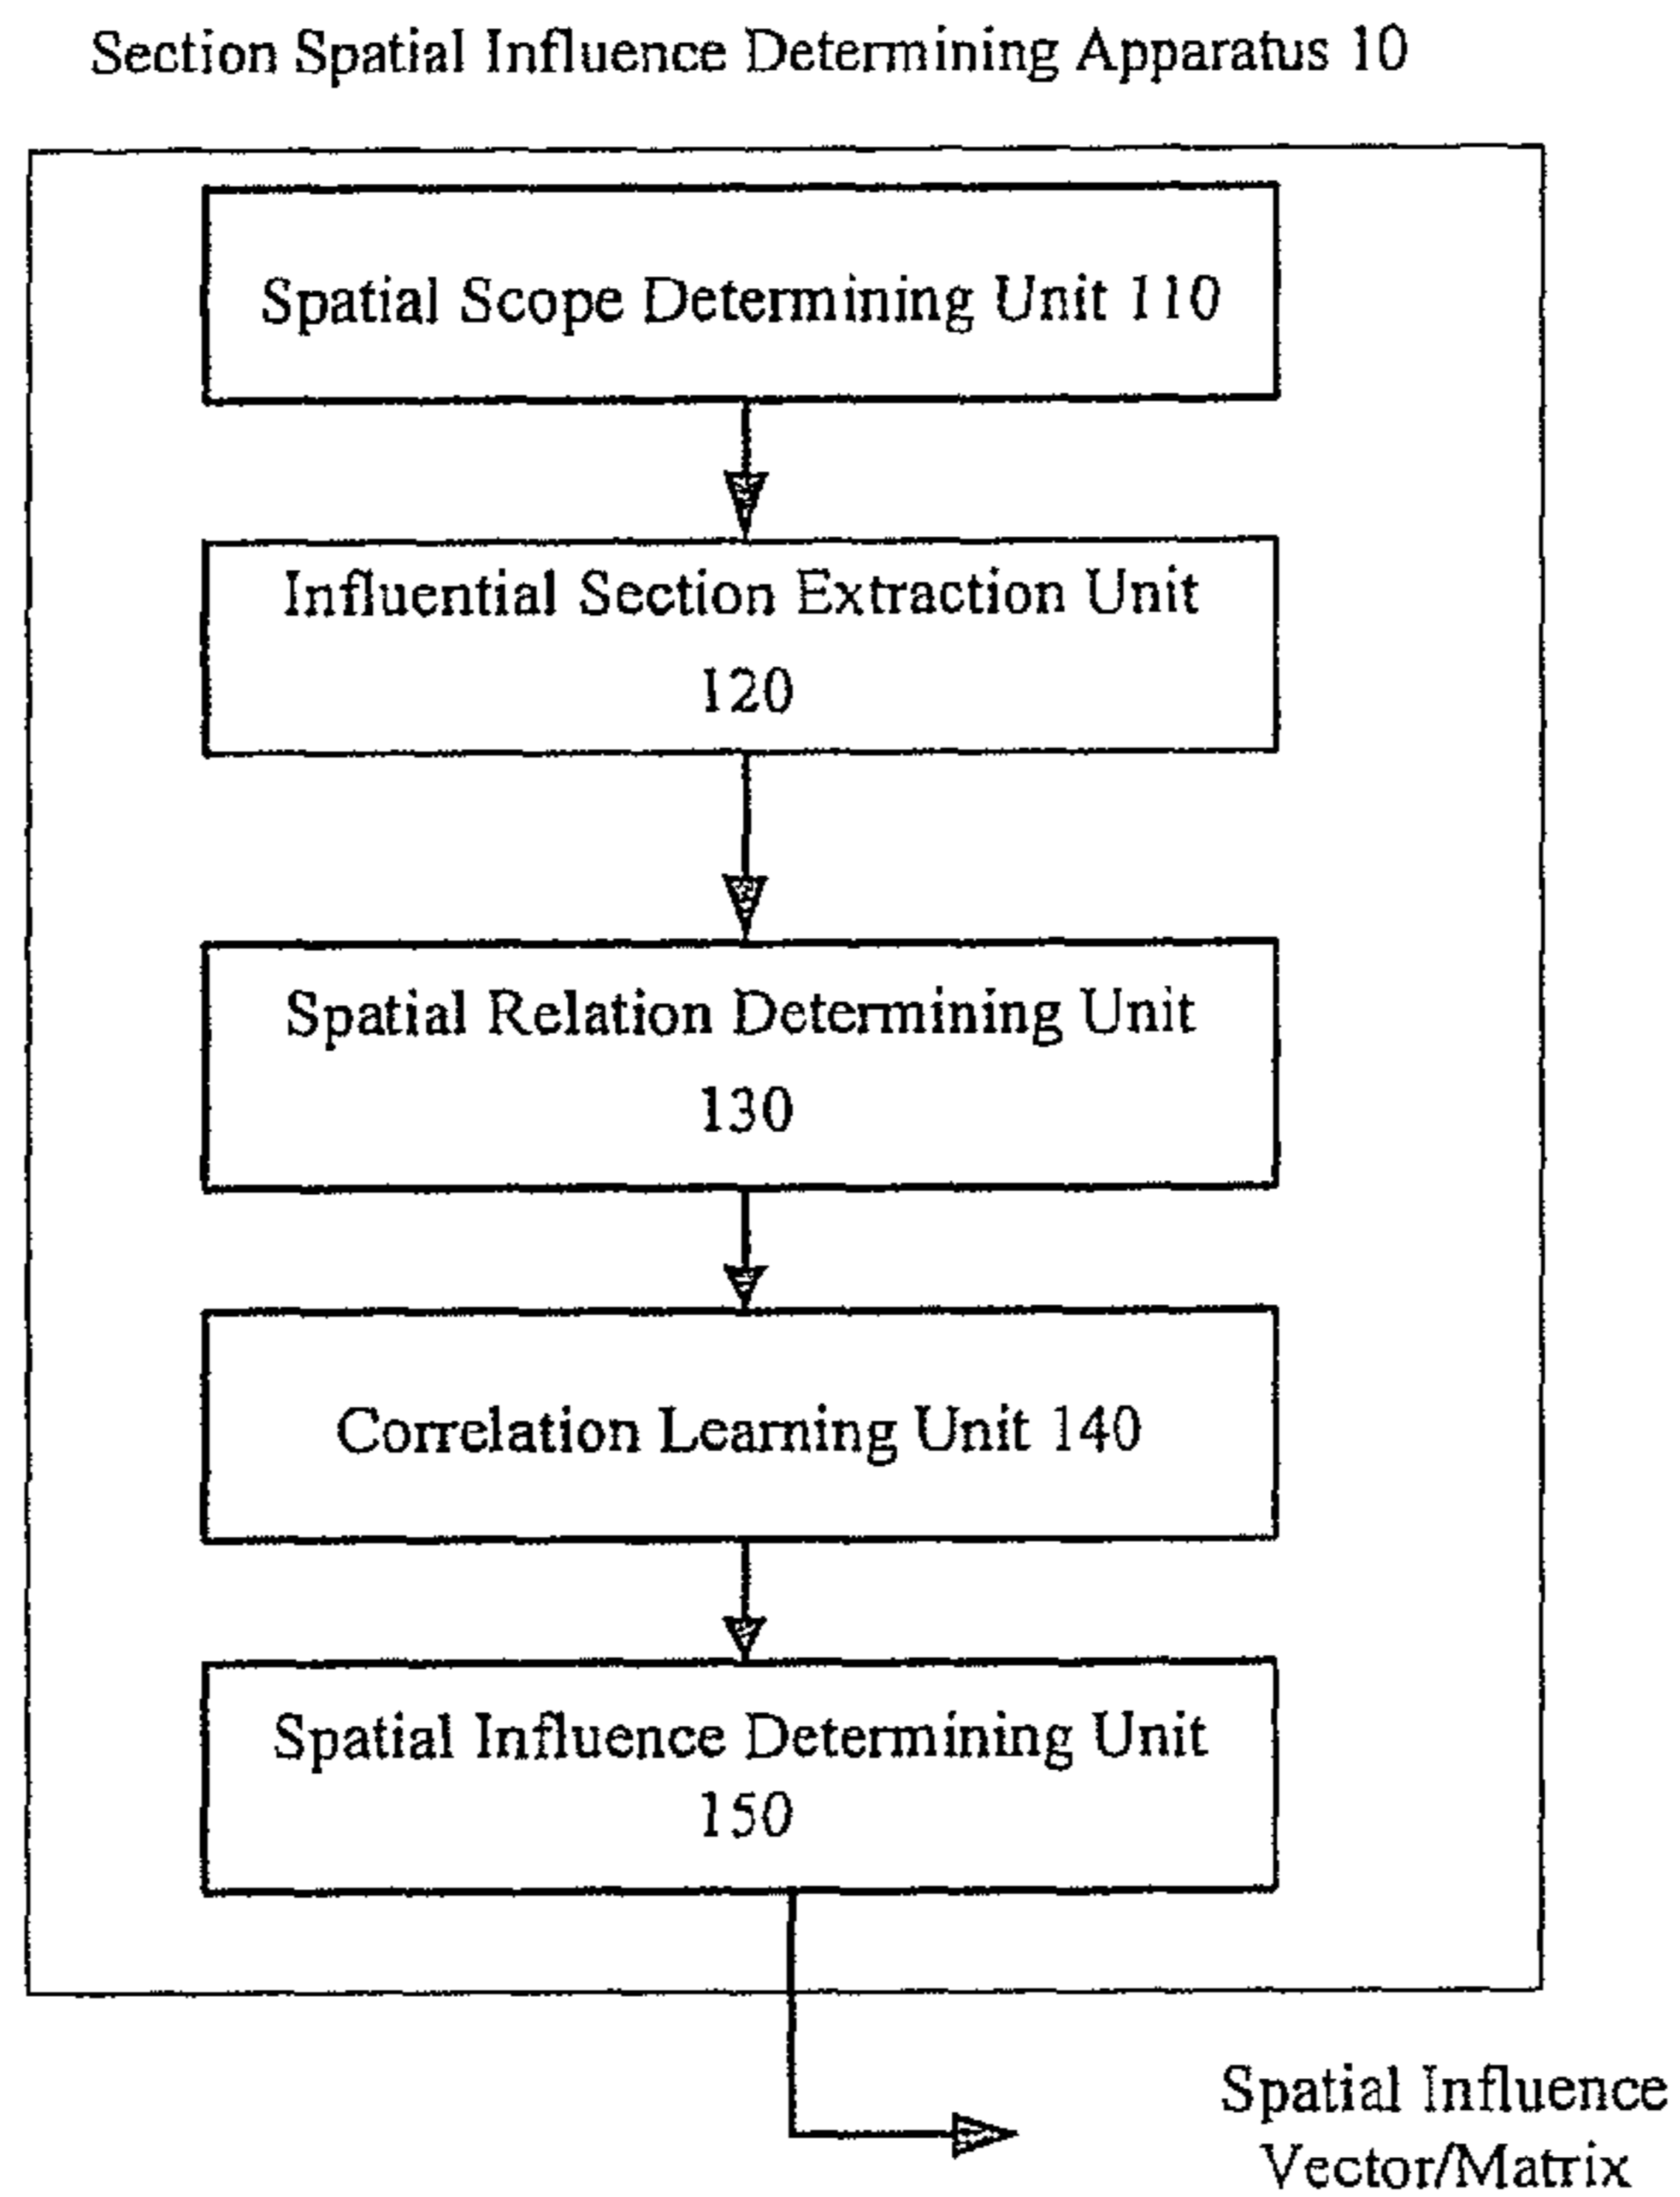 Section Spatial Influence Determining Apparatus 10
Spatial Scope Determining Unit 110
Influential Section Extraction Unit
120
Spatial Relation Determining Unit
130
Correlation Learning Unit 140
Spatial Influence Determining Unit
150
Spatial Influence
Vector/Matrix